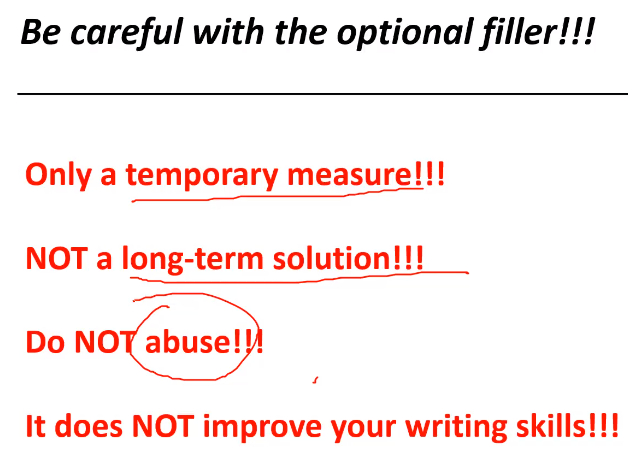 Be careful with the optional filler!!!
Only a temporary measure!!!
NOT a long-term solution!!!
Do NOT abuse!!!
It does NOT improve your writing skills!!!